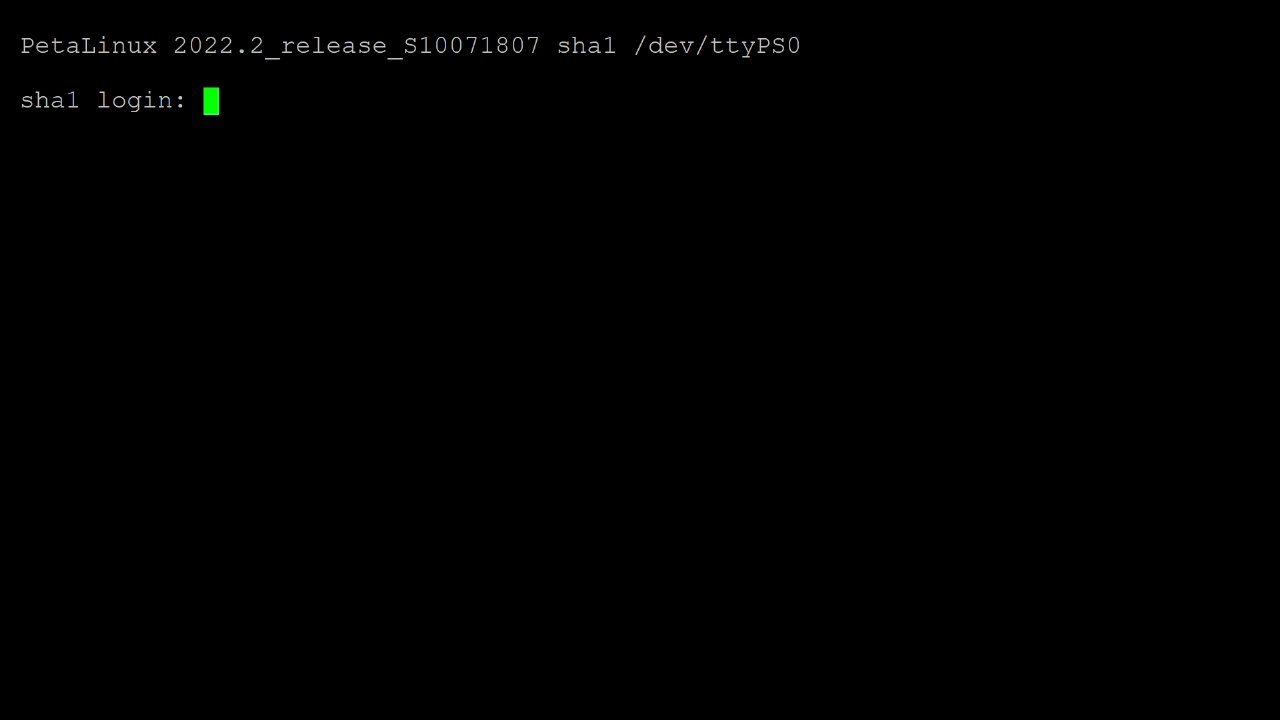 PetaLinux 2022.2_release_S10071807 sha1 /dev/ttyPS0
sha1 login: